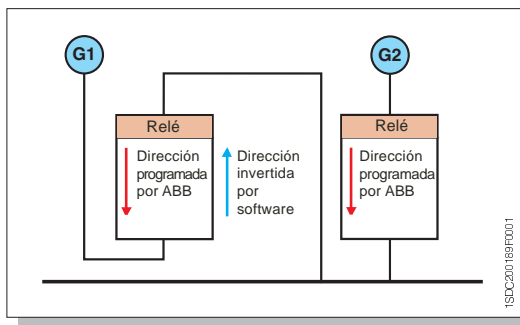 G1
G2
Relé
Dirección
programada
por ABB
Dirección
invertida
por
software
Relé
Dirección
programada
por ABB
1SDC200189F0001